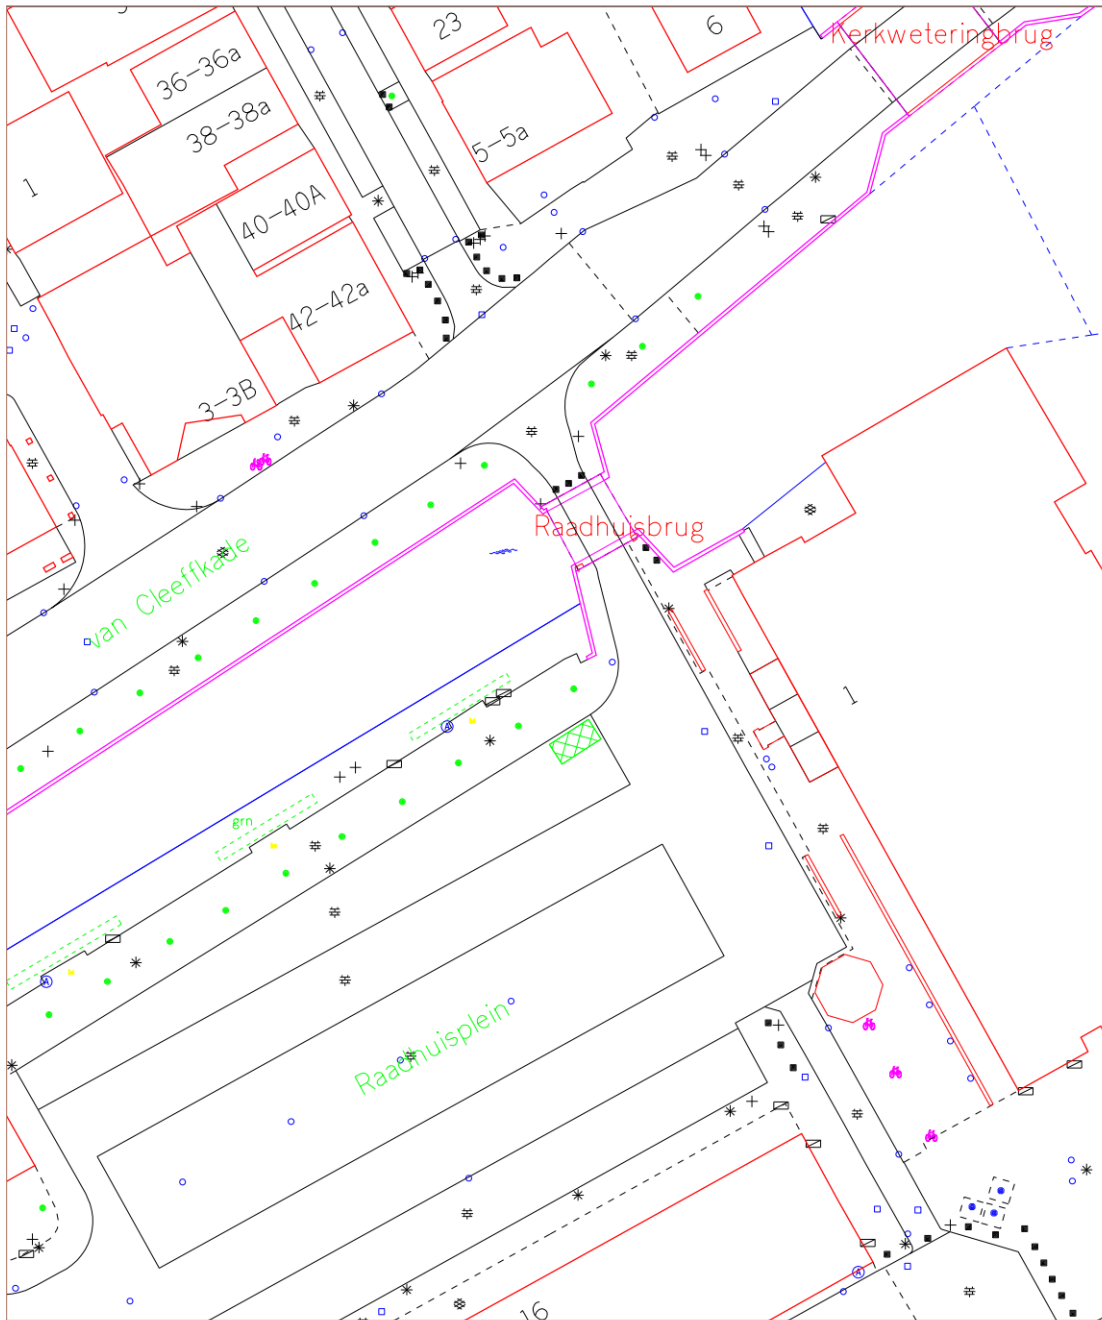 23
6
Kerkweteringbrug
36-36a
38-38a
5-5a
1
40-40A
42-42a
3-3B
Raadhuisbrug
van Cleeffkade
1
grn
Raadhuisplein
16